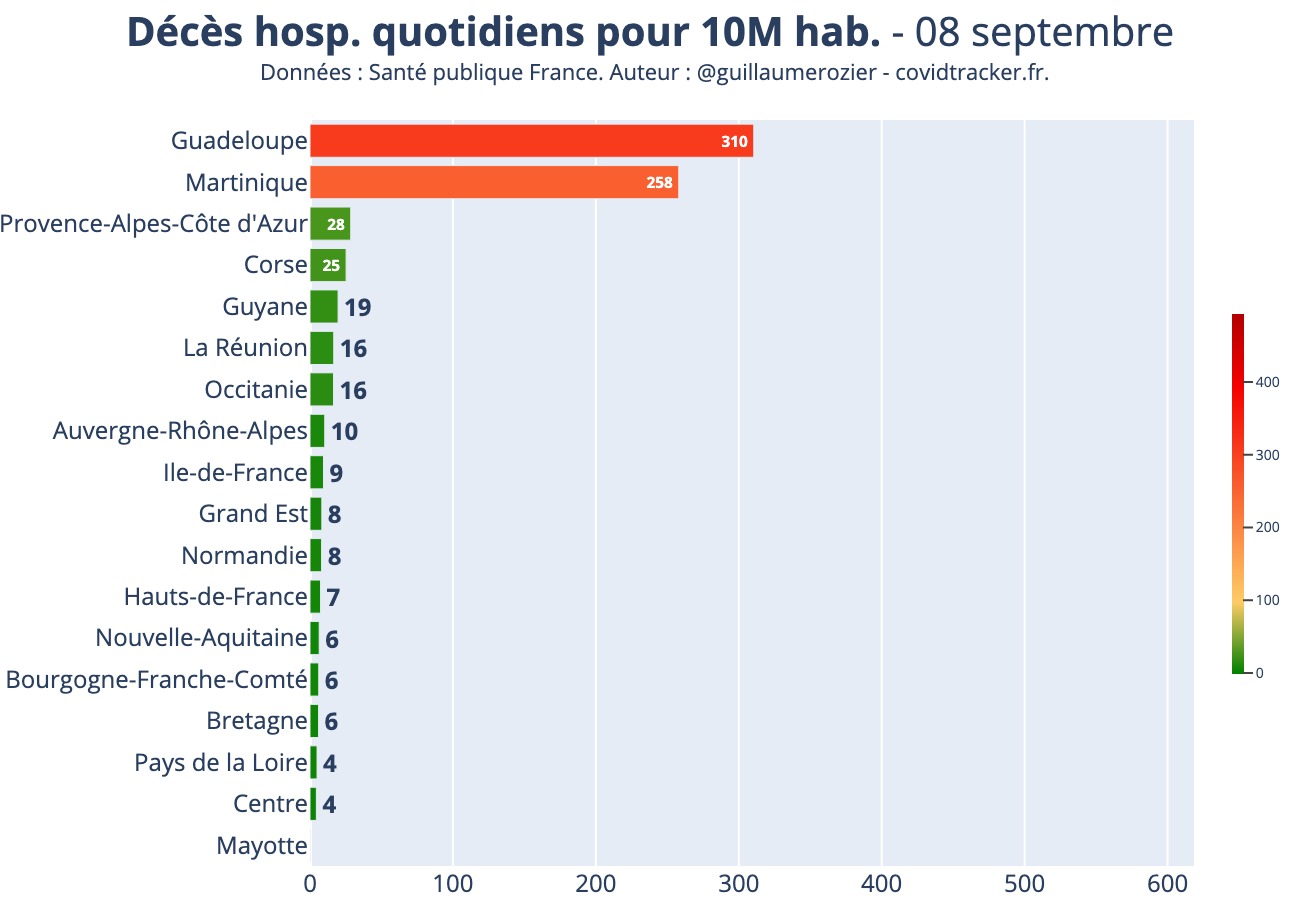 Décès hosp. quotidiens pour 10M hab. - 08 septembre
Données : Santé publique France. Auteur : @guillaumerozier - covidtracker.fr.
Guadeloupe 310
Martinique 258
Provence-Alpes-Côte d'Azur 28
Corse 25
Guyane 19
La Réunion 16
Occitanie 16
Auvergne-Rhône-Alpes 10
Ile-de-France 9
Grand Est 8
Normandie 8
Hauts-de-France 7
Nouvelle-Aquitaine 6
Bourgogne-Franche-Comté 6
Bretagne 6
Pays de la Loire 4
Centre 4
Mayotte
0 100 200 300 400 500 600
400
300
200
100
0